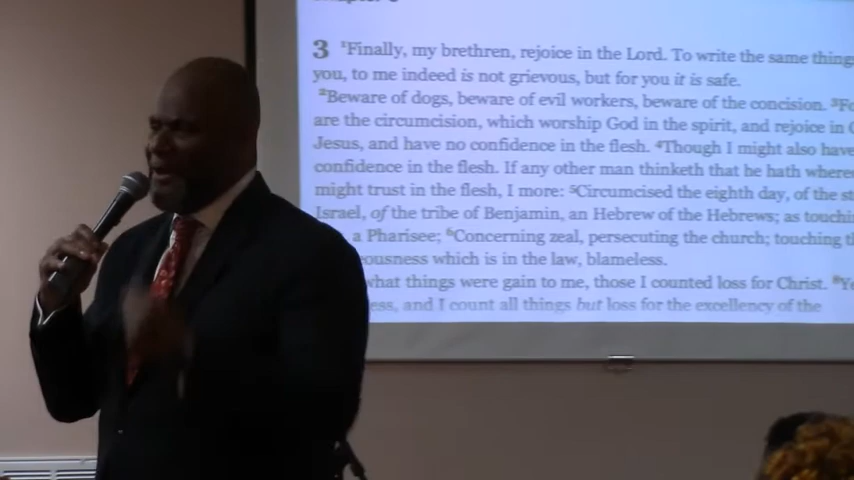 3 ¹Finally, my brethren, rejoice in the Lord. To write the same thing
you, to me indeed is not grievous, but for you it is safe.
²Beware of dogs, beware of evil workers, beware of the concision. ³Fo
are the circumcision, which worship God in the spirit, and rejoice in
Jesus, and have no confidence in the flesh. ⁴Though I might also have
confidence in the flesh. If any other man thinketh that he hath where
might trust in the flesh, I more: ⁵Circumcised the eighth day, of the st
Israel, of the tribe of Benjamin, an Hebrew of the Hebrews; as touchin
a Pharisee; ⁶Concerning zeal, persecuting the church; touching th
ousness which is in the law, blameless.
what things were gain to me, those I counted loss for Christ. ⁸Ye
less, and I count all things but loss for the excellency of the